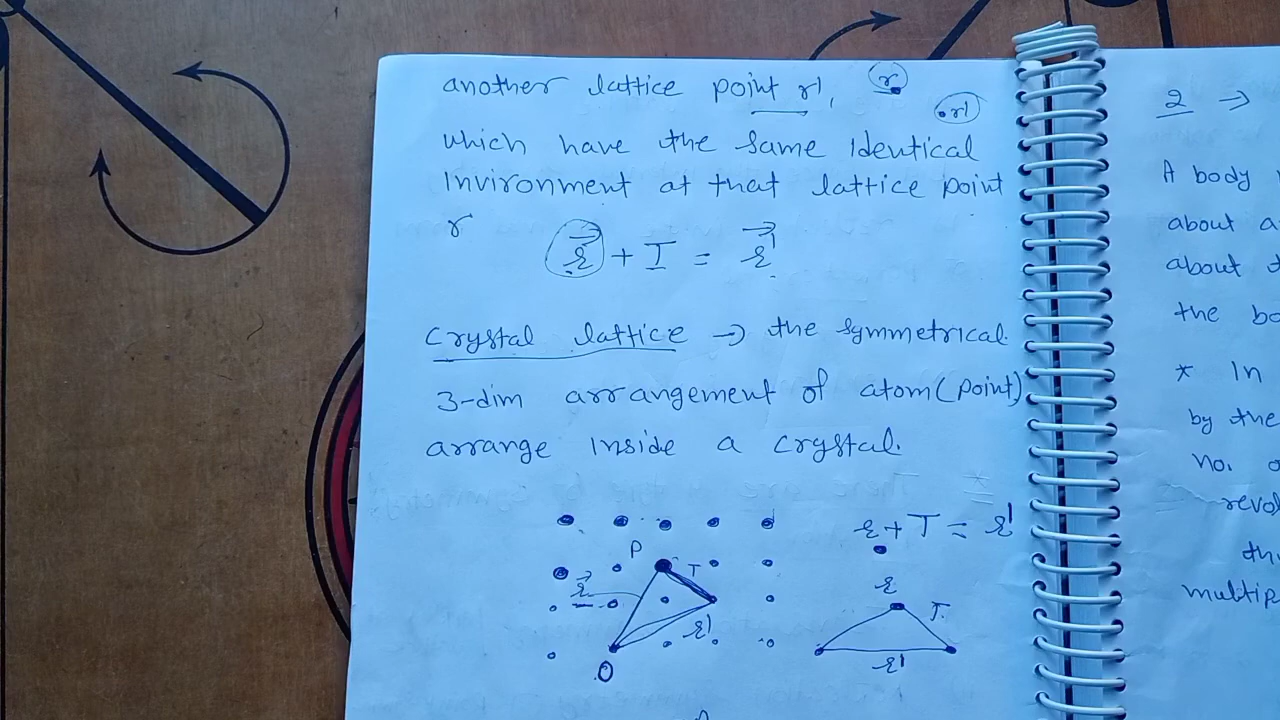 another lattice point r', r
.r'
which have the same identical
Invironment at that lattice point
r
r⃗ + T = r⃗'
Crystal lattice → the symmetrical
3-dim arrangement of atom (point)
arrange inside a crystal.
r + T = r'
P
T
r⃗
r'
O
r
T
r'
2 →
A body
about a
about
the bo
* In
by the
No. o
revol
th
multip